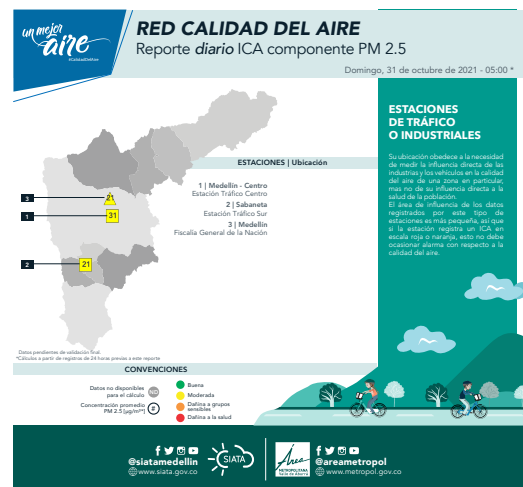 un mejor
aire
#CalidadDelAire
RED CALIDAD DEL AIRE
Reporte diario ICA componente PM 2.5
Domingo, 31 de octubre de 2021 - 05:00 *
3
21
1
31
2
21
ESTACIONES | Ubicación
1 | Medellín - Centro
Estación Tráfico Centro
2 | Sabaneta
Estación Tráfico Sur
3 | Medellín
Fiscalía General de la Nación
ESTACIONES
DE TRÁFICO
O INDUSTRIALES
Su ubicación obedece a la necesidad
de medir la influencia directa de las
industrias y los vehículos en la calidad
del aire de una zona en particular,
mas no de su influencia directa a la
salud de la población.
El área de influencia de los datos
registrados por este tipo de
estaciones es más pequeña, así que
si la estación registra un ICA en
escala roja o naranja, esto no debe
ocasionar alarma con respecto a la
calidad del aire.
Datos pendientes de validación final.
*Cálculos a partir de registros de 24 horas previas a este reporte
CONVENCIONES
Datos no disponibles
para el cálculo
Concentración promedio
PM 2.5 [µg/m³]
#
Buena
Moderada
Dañina a grupos
sensibles
Dañina a la salud
@siatamedellin
www.siata.gov.co
SIATA
Área
METROPOLITANA
Valle de Aburrá
@areametropol
www.metropol.gov.co